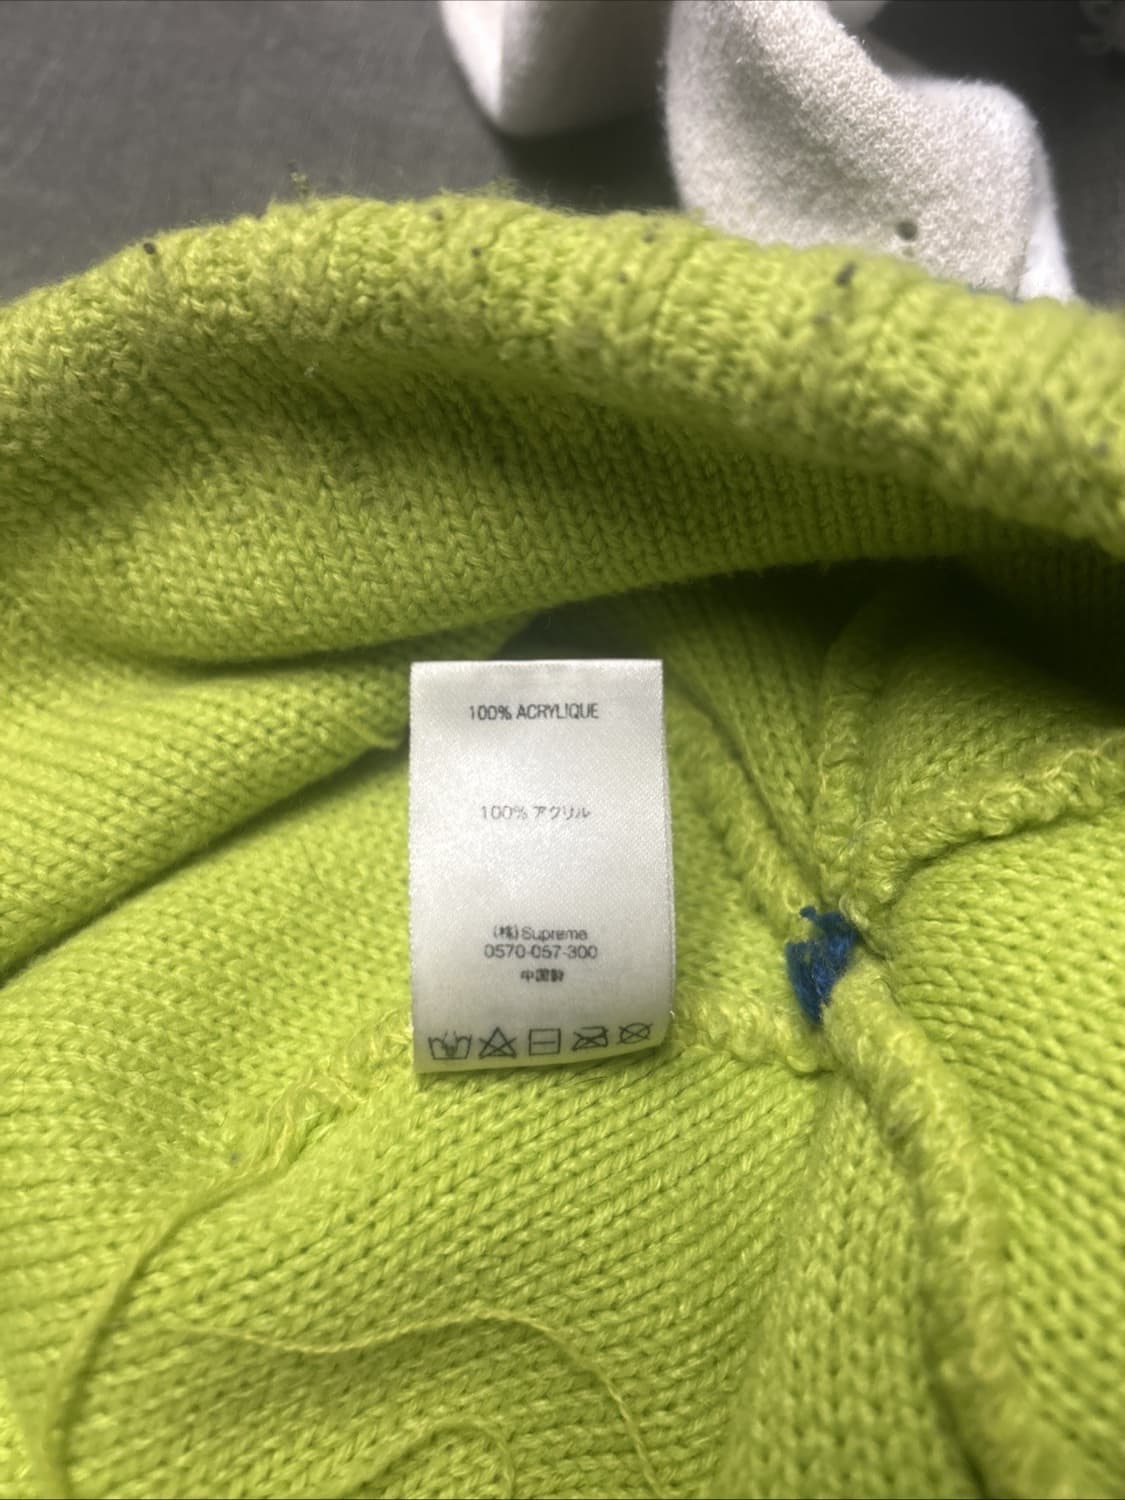 100% ACRYLIQUE
100% アクリル
(株)Supreme
0570-057-300
中国製